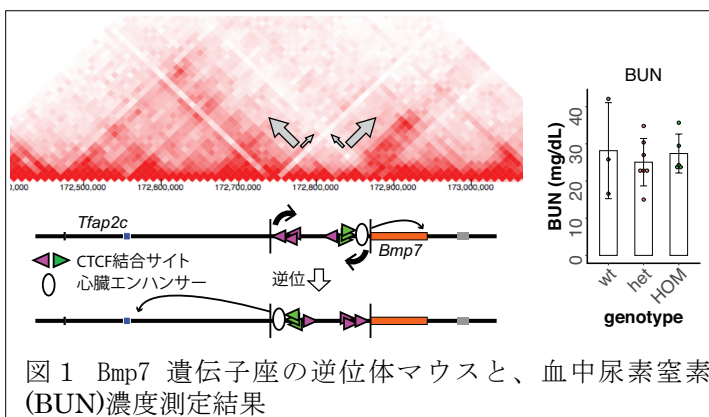 ),000 172,500,000 172,600,000 172,700,000 172,800,000 172,900,000 173,000,000
Tfap2c
Bmp7
CTCF結合サイト
心臓エンハンサー
逆位
BUN
BUN (mg/dL)
0 10 20 30 40
wt het HOM
genotype
図1 Bmp7 遺伝子座の逆位体マウスと、血中尿素窒素
(BUN)濃度測定結果